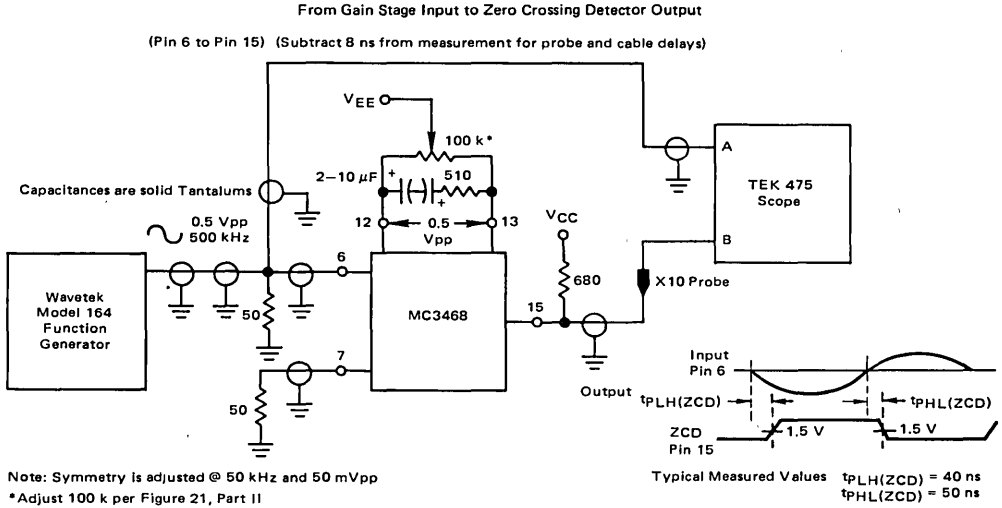 From Gain Stage Input to Zero Crossing Detector Output
(Pin 6 to Pin 15) (Subtract 8 ns from measurement for probe and cable delays)
VEE
100 k*
2–10 µF
+
510
+
Capacitances are solid Tantalums
12
0.5
Vpp
13
0.5 Vpp
500 kHz
VCC
A
TEK 475
Scope
B
6
680
X10 Probe
Wavetek
Model 164
Function
Generator
50
MC3468
15
7
50
Input
Pin 6
Output
tPLH(ZCD)
tPHL(ZCD)
ZCD
Pin 15
1.5 V
1.5 V
Note: Symmetry is adjusted @ 50 kHz and 50 mVpp
*Adjust 100 k per Figure 21, Part II
Typical Measured Values tPLH(ZCD) = 40 ns
tPHL(ZCD) = 50 ns